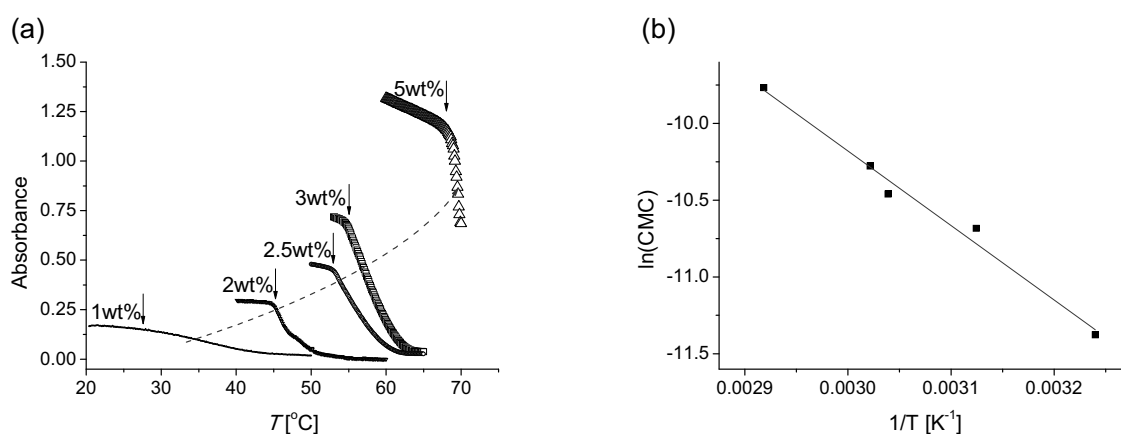 (a)
Absorbance
1.50
1.25
1.00
0.75
0.50
0.25
0.00
5wt%
3wt%
2.5wt%
2wt%
1wt%
20 30 40 50 60 70
T [°C]
(b)
ln(CMC)
-10.0
-10.5
-11.0
-11.5
0.0029 0.0030 0.0031 0.0032
1/T [K⁻¹]